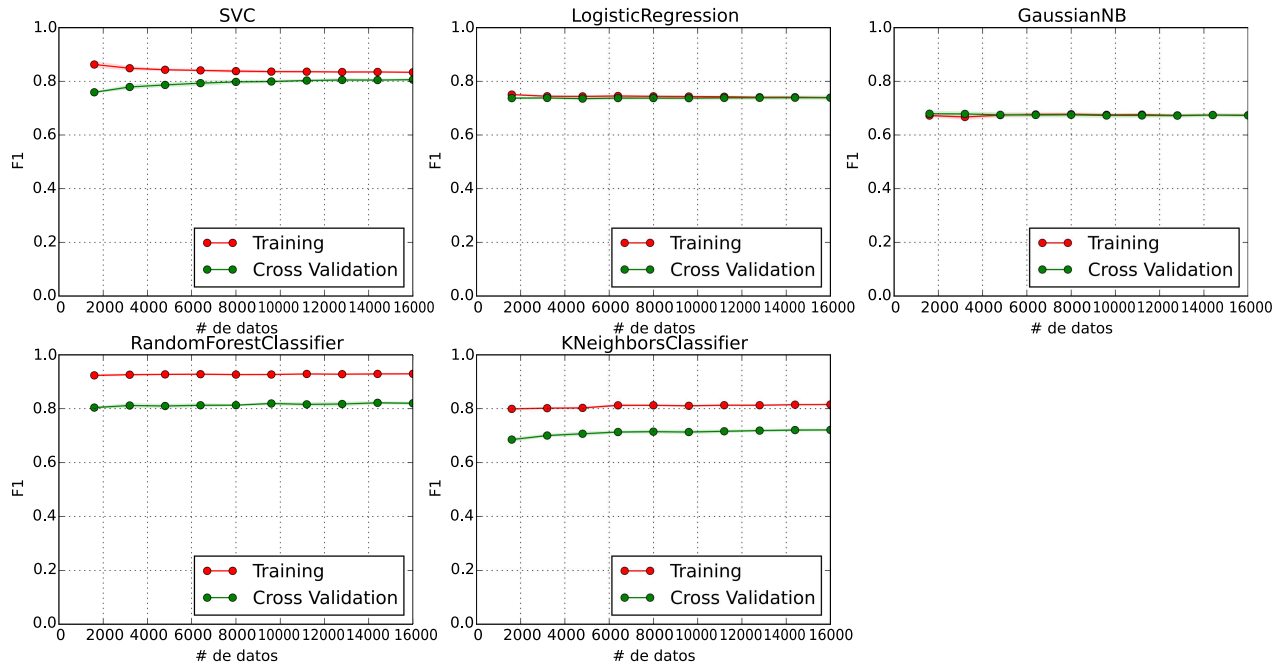 SVC
1.0
0.8
0.6
0.4
0.2
0.0
F1
Training
Cross Validation
0 2000 4000 6000 8000 10000 12000 14000 16000
# de datos
LogisticRegression
1.0
0.8
0.6
0.4
0.2
0.0
F1
Training
Cross Validation
0 2000 4000 6000 8000 10000 12000 14000 16000
# de datos
GaussianNB
1.0
0.8
0.6
0.4
0.2
0.0
F1
Training
Cross Validation
0 2000 4000 6000 8000 10000 12000 14000 16000
# de datos
RandomForestClassifier
1.0
0.8
0.6
0.4
0.2
0.0
F1
Training
Cross Validation
0 2000 4000 6000 8000 10000 12000 14000 16000
# de datos
KNeighborsClassifier
1.0
0.8
0.6
0.4
0.2
0.0
F1
Training
Cross Validation
0 2000 4000 6000 8000 10000 12000 14000 16000
# de datos